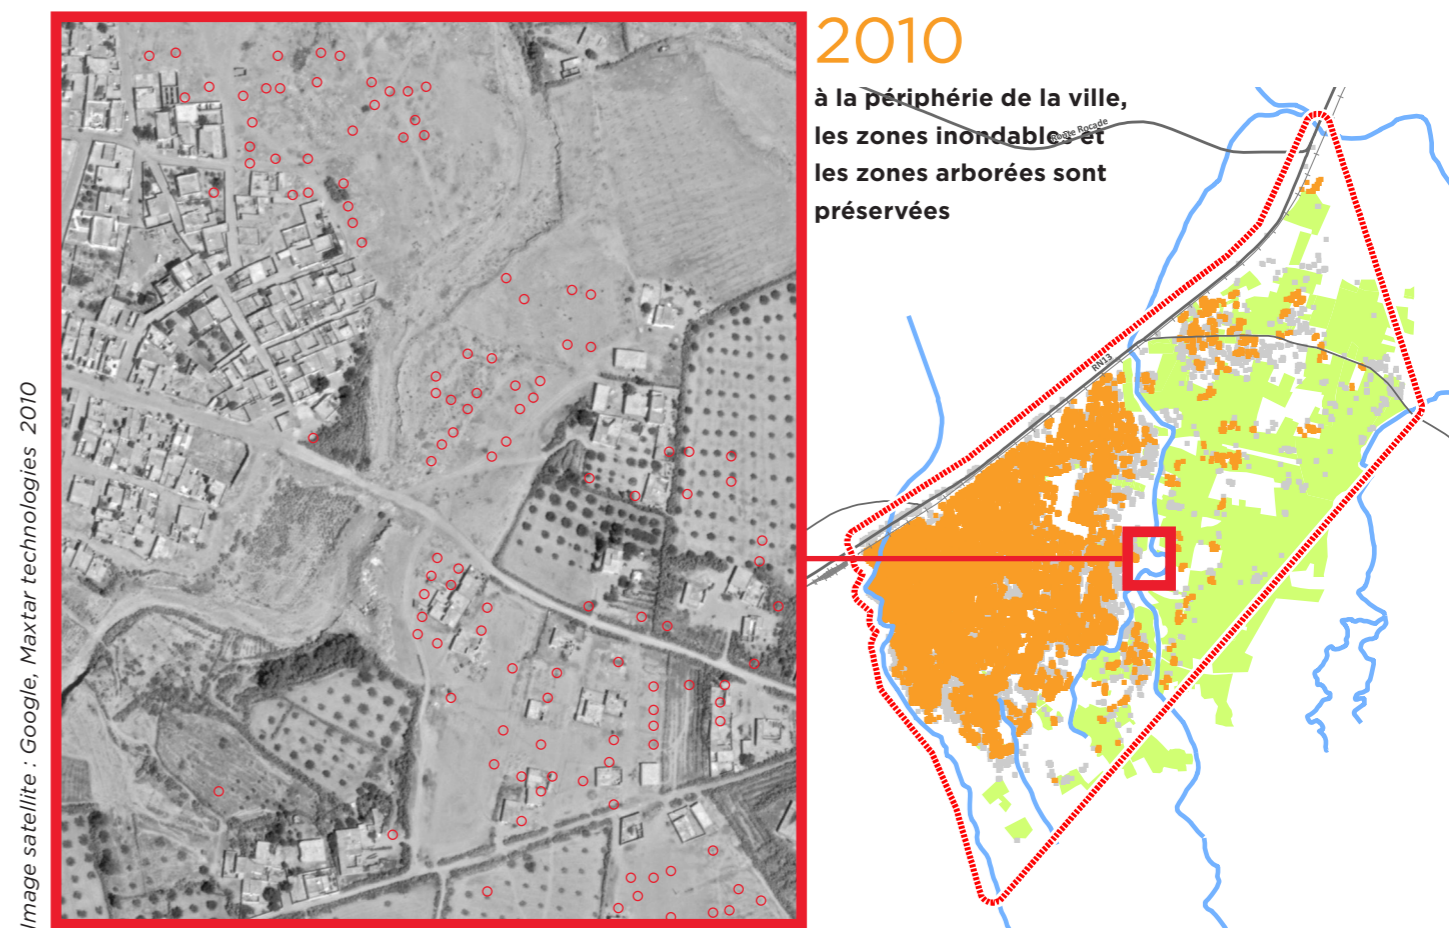 2010
à la périphérie de la ville,
les zones inondables et
les zones arborées sont
préservées
Route Rocade
RN13
Image satellite : Google, Maxtar technologies 2010